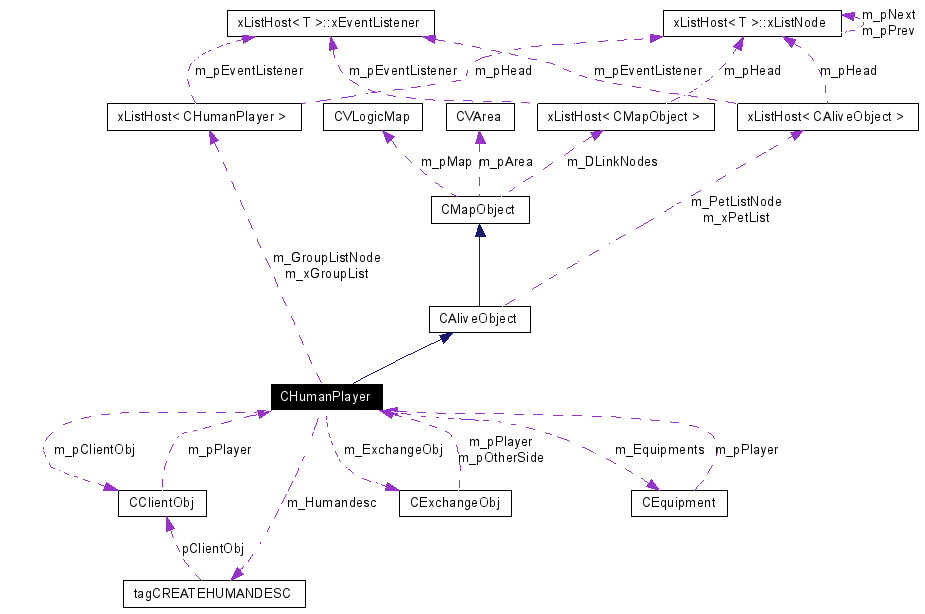 xListHost< T >::xEventListener
xListHost< T >::xListNode
m_pNext
m_pPrev
m_pEventListener
m_pEventListener
m_pHead
m_pEventListener
m_pHead
m_pHead
xListHost< CHumanPlayer >
CVLogicMap
CVArea
xListHost< CMapObject >
xListHost< CAliveObject >
m_pMap
m_pArea
m_DLinkNodes
CMapObject
m_PetListNode
m_xPetList
m_GroupListNode
m_xGroupList
CAliveObject
CHumanPlayer
m_pClientObj
m_pPlayer
m_ExchangeObj
m_pPlayer
m_pOtherSide
m_Equipments
m_pPlayer
CClientObj
m_Humandesc
CExchangeObj
CEquipment
pClientObj
tagCREATEHUMANDESC